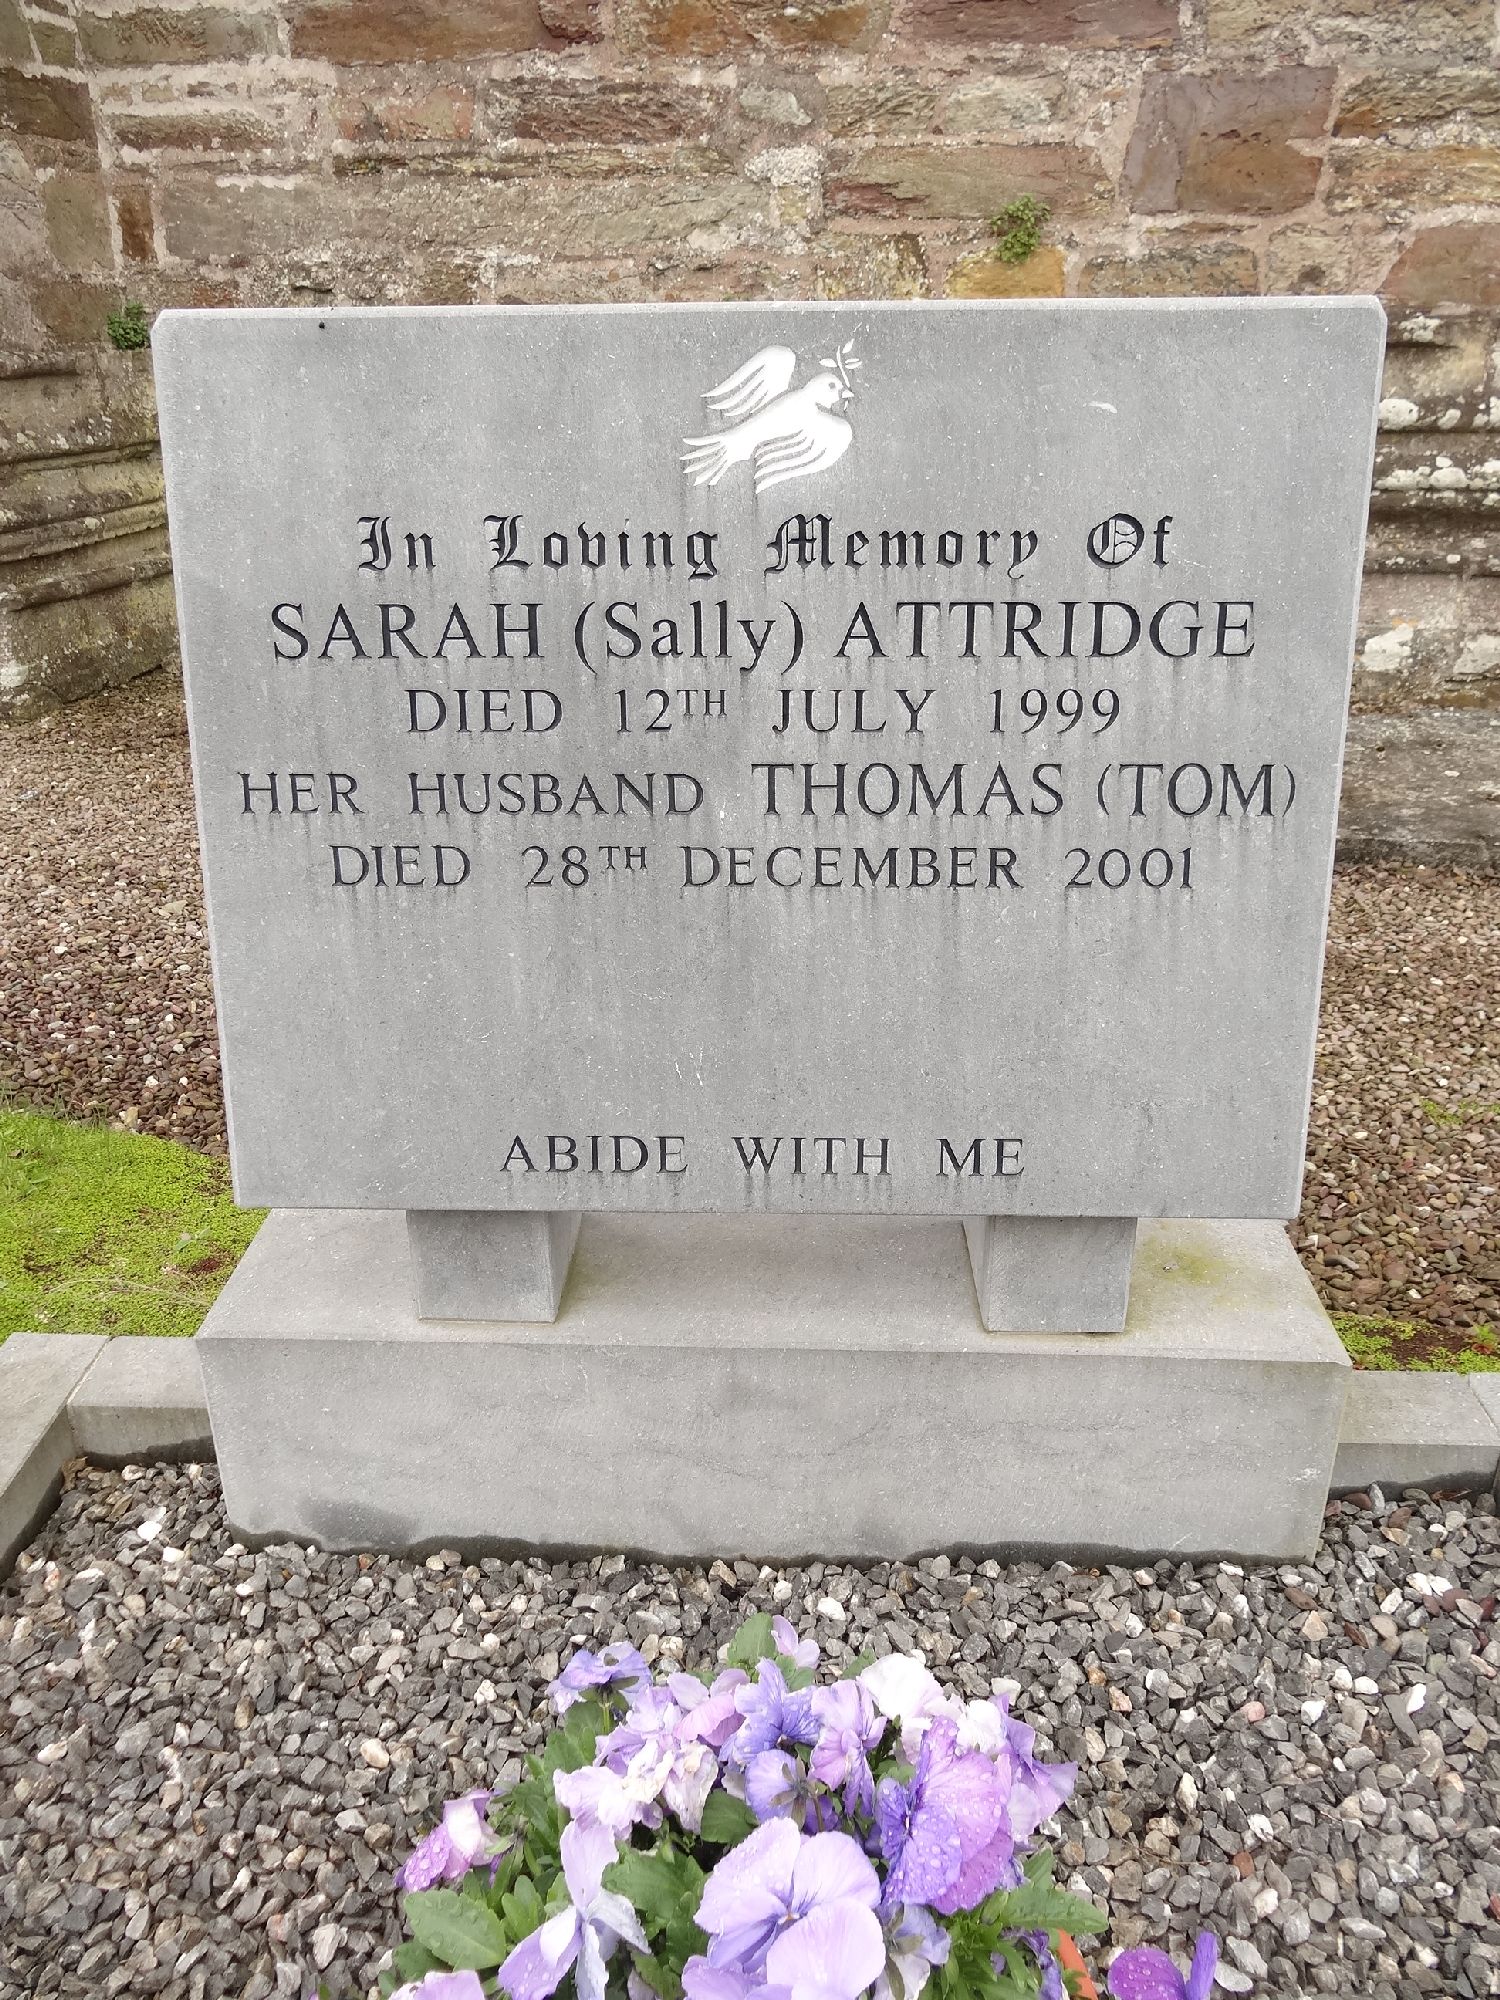 In Loving Memory Of
SARAH (Sally) ATTRIDGE
DIED 12TH JULY 1999
HER HUSBAND THOMAS (TOM)
DIED 28TH DECEMBER 2001
ABIDE WITH ME